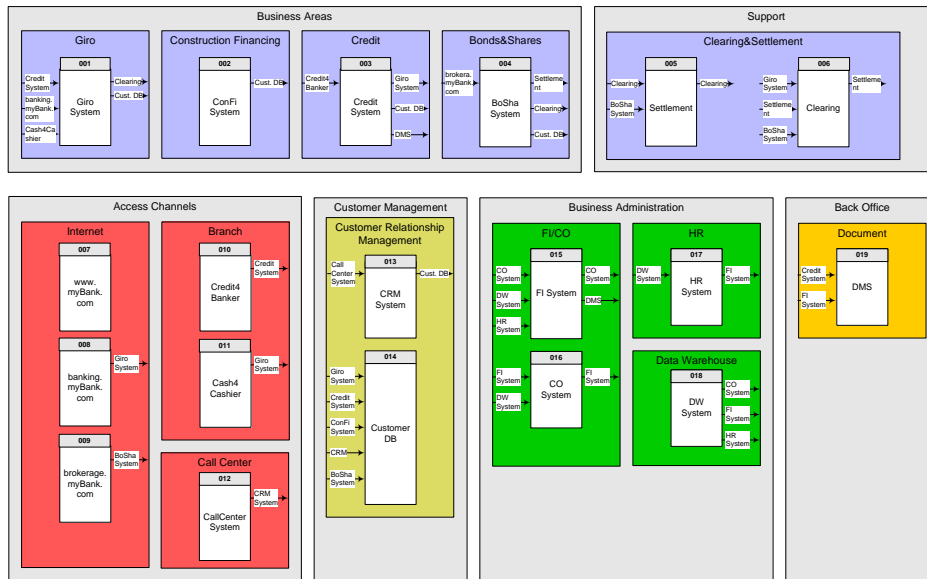 Business Areas
Giro
001
Giro
System
Credit
System
banking.
myBank.
com
Cash4Ca
shier
Clearing
Cust. DB
Construction Financing
002
ConFi
System
Cust. DB
Credit
003
Credit
System
Credit4
Banker
Giro
System
Cust. DB
DMS
Bonds&Shares
004
BoSha
System
brokera.
myBank.
com
Settleme
nt
Clearing
Cust. DB
Support
Clearing&Settlement
005
Settlement
Clearing
BoSha
System
Clearing
006
Clearing
Giro
System
Settleme
nt
BoSha
System
Settleme
nt
Access Channels
Internet
007
www.
myBank.
com
008
banking.
myBank.
com
Giro
System
009
brokerage.
myBank.
com
BoSha
System
Branch
010
Credit4
Banker
Credit
System
011
Cash4
Cashier
Giro
System
Call Center
012
CallCenter
System
CRM
System
Customer Management
Customer Relationship
Management
013
CRM
System
Call
Center
System
Cust. DB
014
Customer
DB
Giro
System
Credit
System
ConFi
System
CRM
BoSha
System
Business Administration
FI/CO
015
FI System
CO
System
DW
System
HR
System
CO
System
DMS
016
CO
System
FI
System
DW
System
FI
System
HR
017
HR
System
DW
System
FI
System
Data Warehouse
018
DW
System
CO
System
FI
System
HR
System
Back Office
Document
019
DMS
Credit
System
FI
System